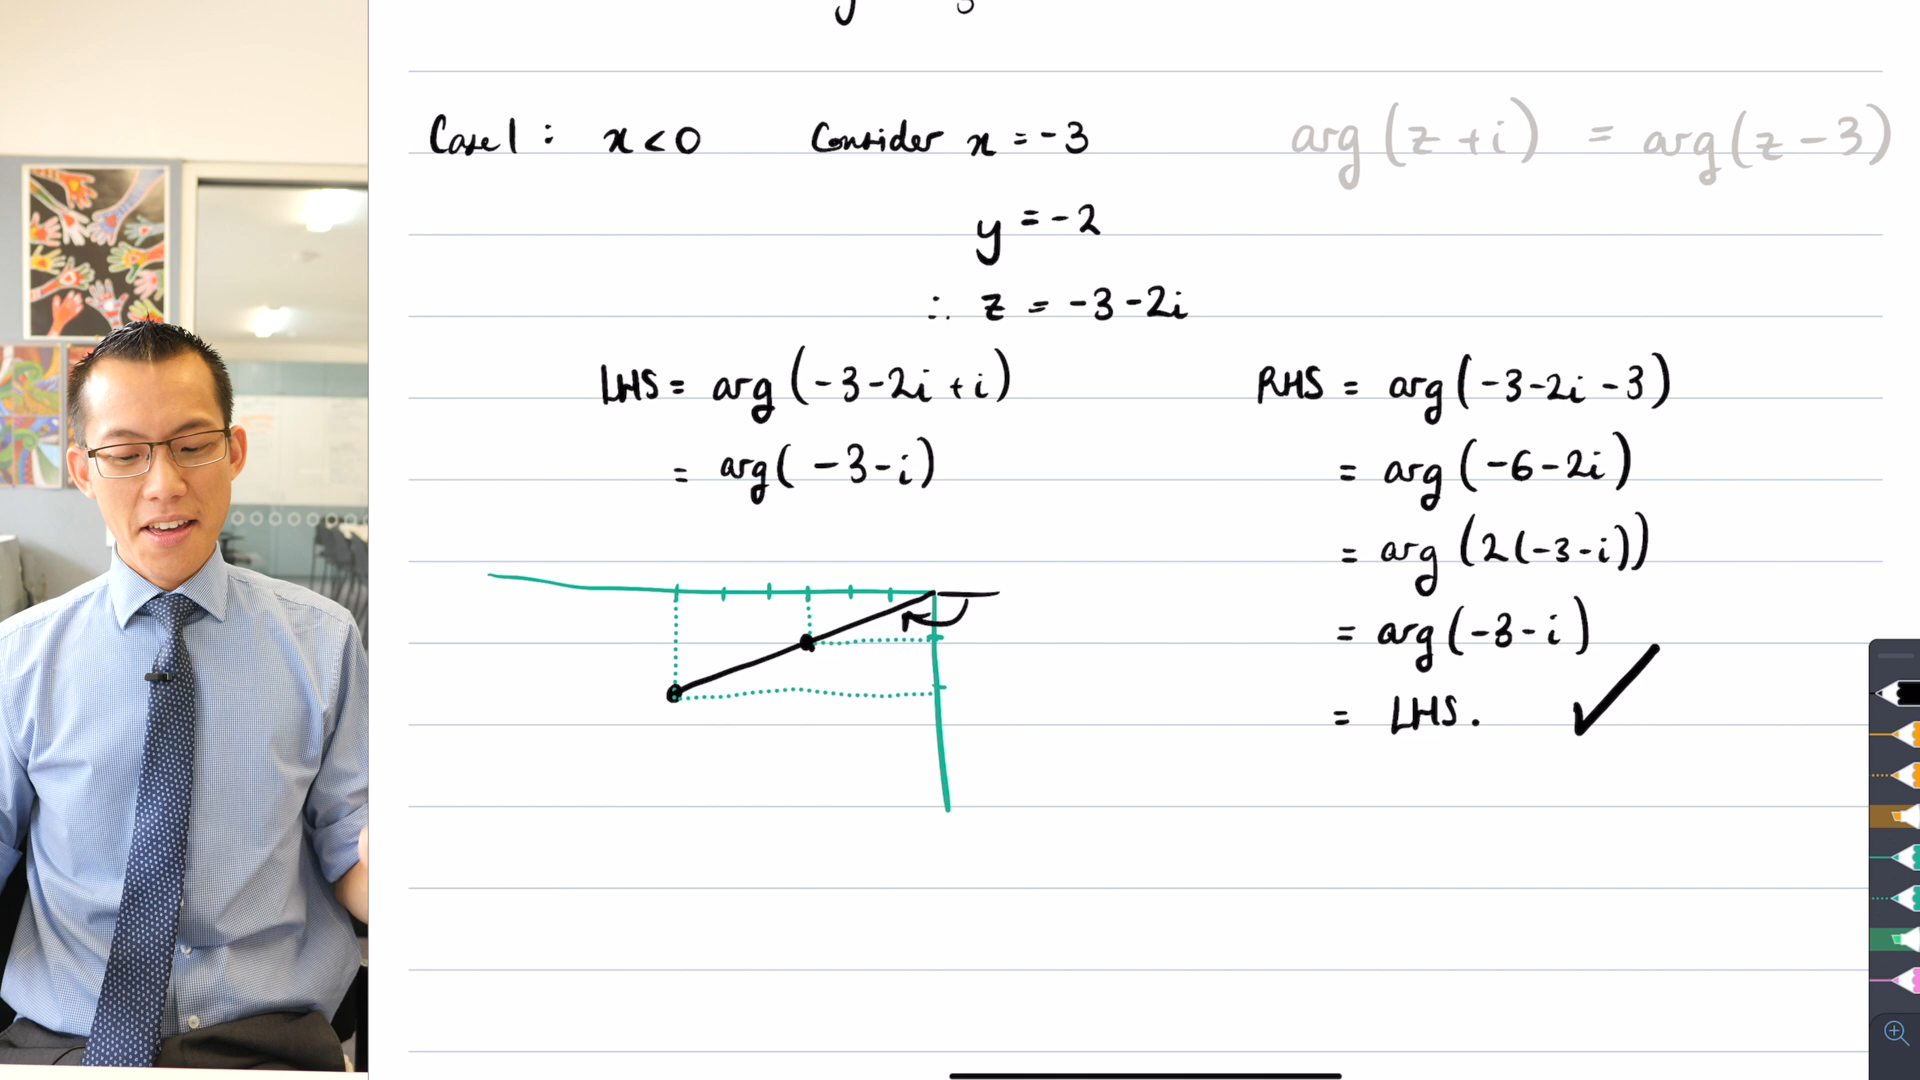 Case 1 : x < 0 Consider x = -3 arg (z + i) = arg(z - 3)
y = -2
∴ z = -3 - 2i
LHS = arg (-3 - 2i + i) RHS = arg (-3 - 2i - 3)
= arg( -3 - i) = arg (-6 - 2i)
= arg (2(-3 - i))
= arg (-3 - i)
= LHS.